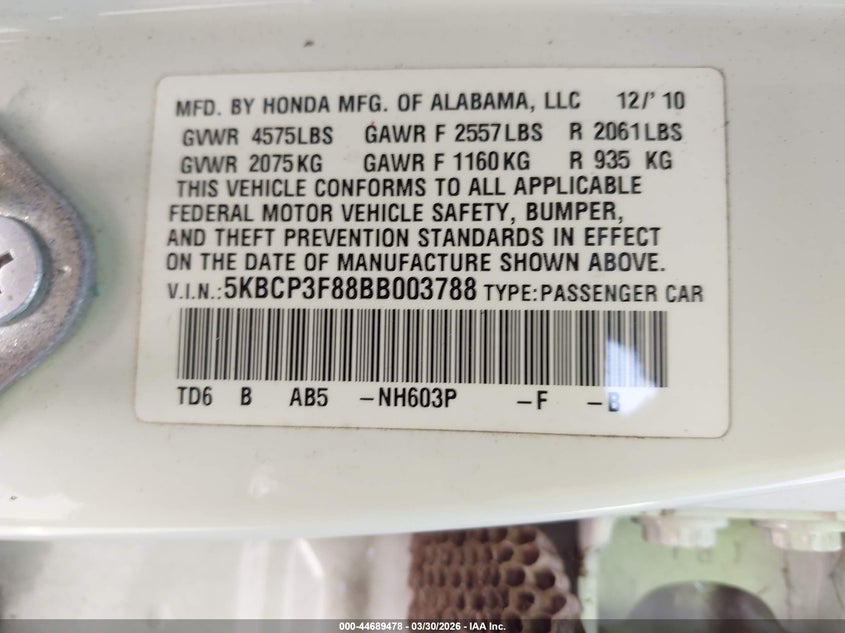 MFD. BY HONDA MFG. OF ALABAMA, LLC 12/'10
GVWR 4575LBS GAWR F 2557LBS R 2061LBS
GVWR 2075KG GAWR F 1160KG R 935 KG
THIS VEHICLE CONFORMS TO ALL APPLICABLE
FEDERAL MOTOR VEHICLE SAFETY, BUMPER,
AND THEFT PREVENTION STANDARDS IN EFFECT
ON THE DATE OF MANUFACTURE SHOWN ABOVE.
V.I.N.:5KBCP3F88BB003788 TYPE:PASSENGER CAR
TD6 B AB5 -NH603P -F -B
000-44689478 - 03/30/2026 - IAA Inc.